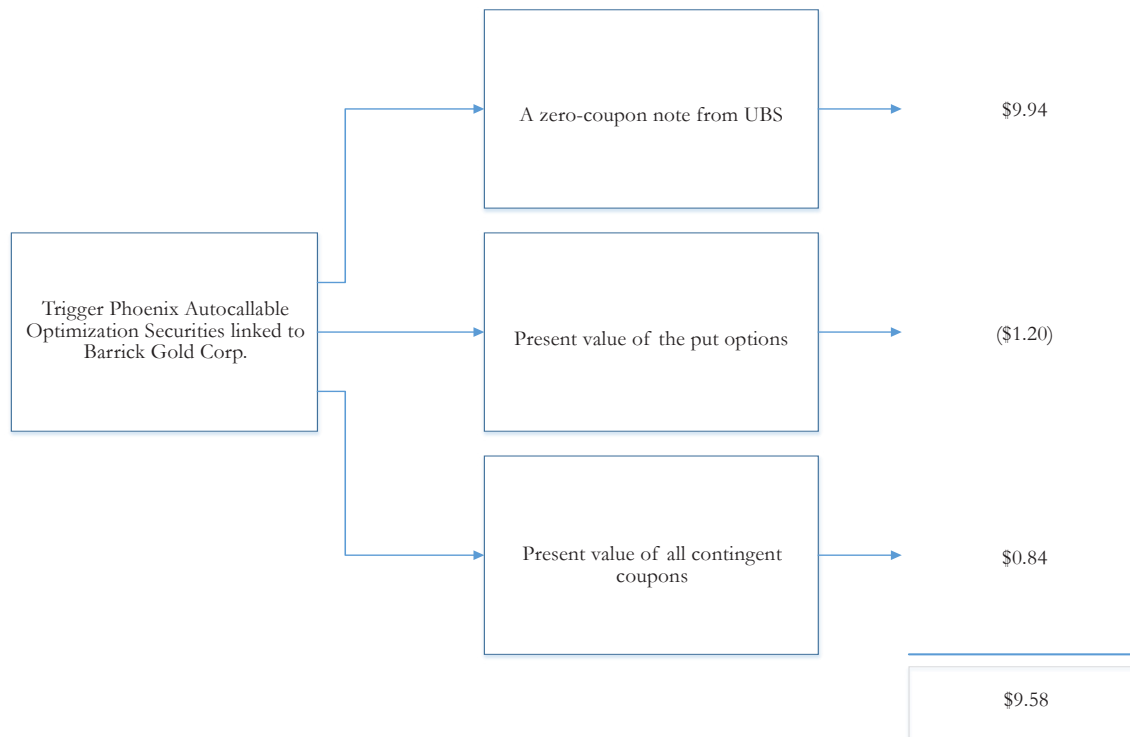 A zero-coupon note from UBS
$9.94
Trigger Phoenix Autocallable
Optimization Securities linked to
Barrick Gold Corp.
Present value of the put options
($1.20)
Present value of all contingent
coupons
$0.84
$9.58